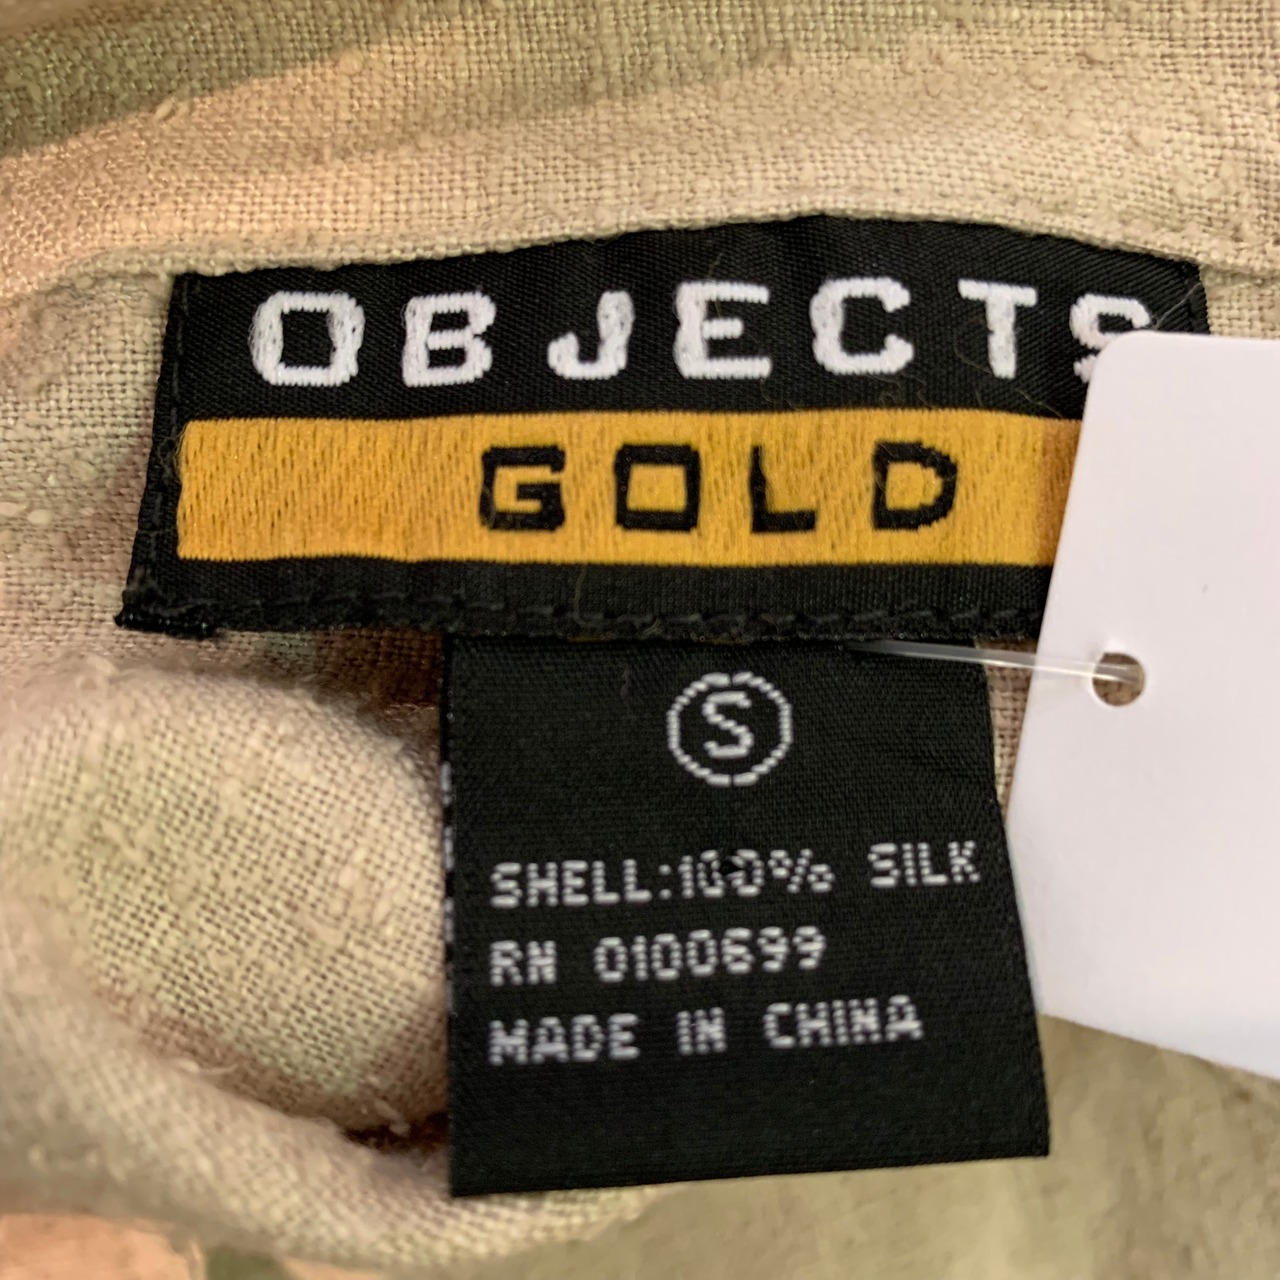 OBJECTS
GOLD
S
SHELL:100% SILK
RN 0100699
MADE IN CHINA